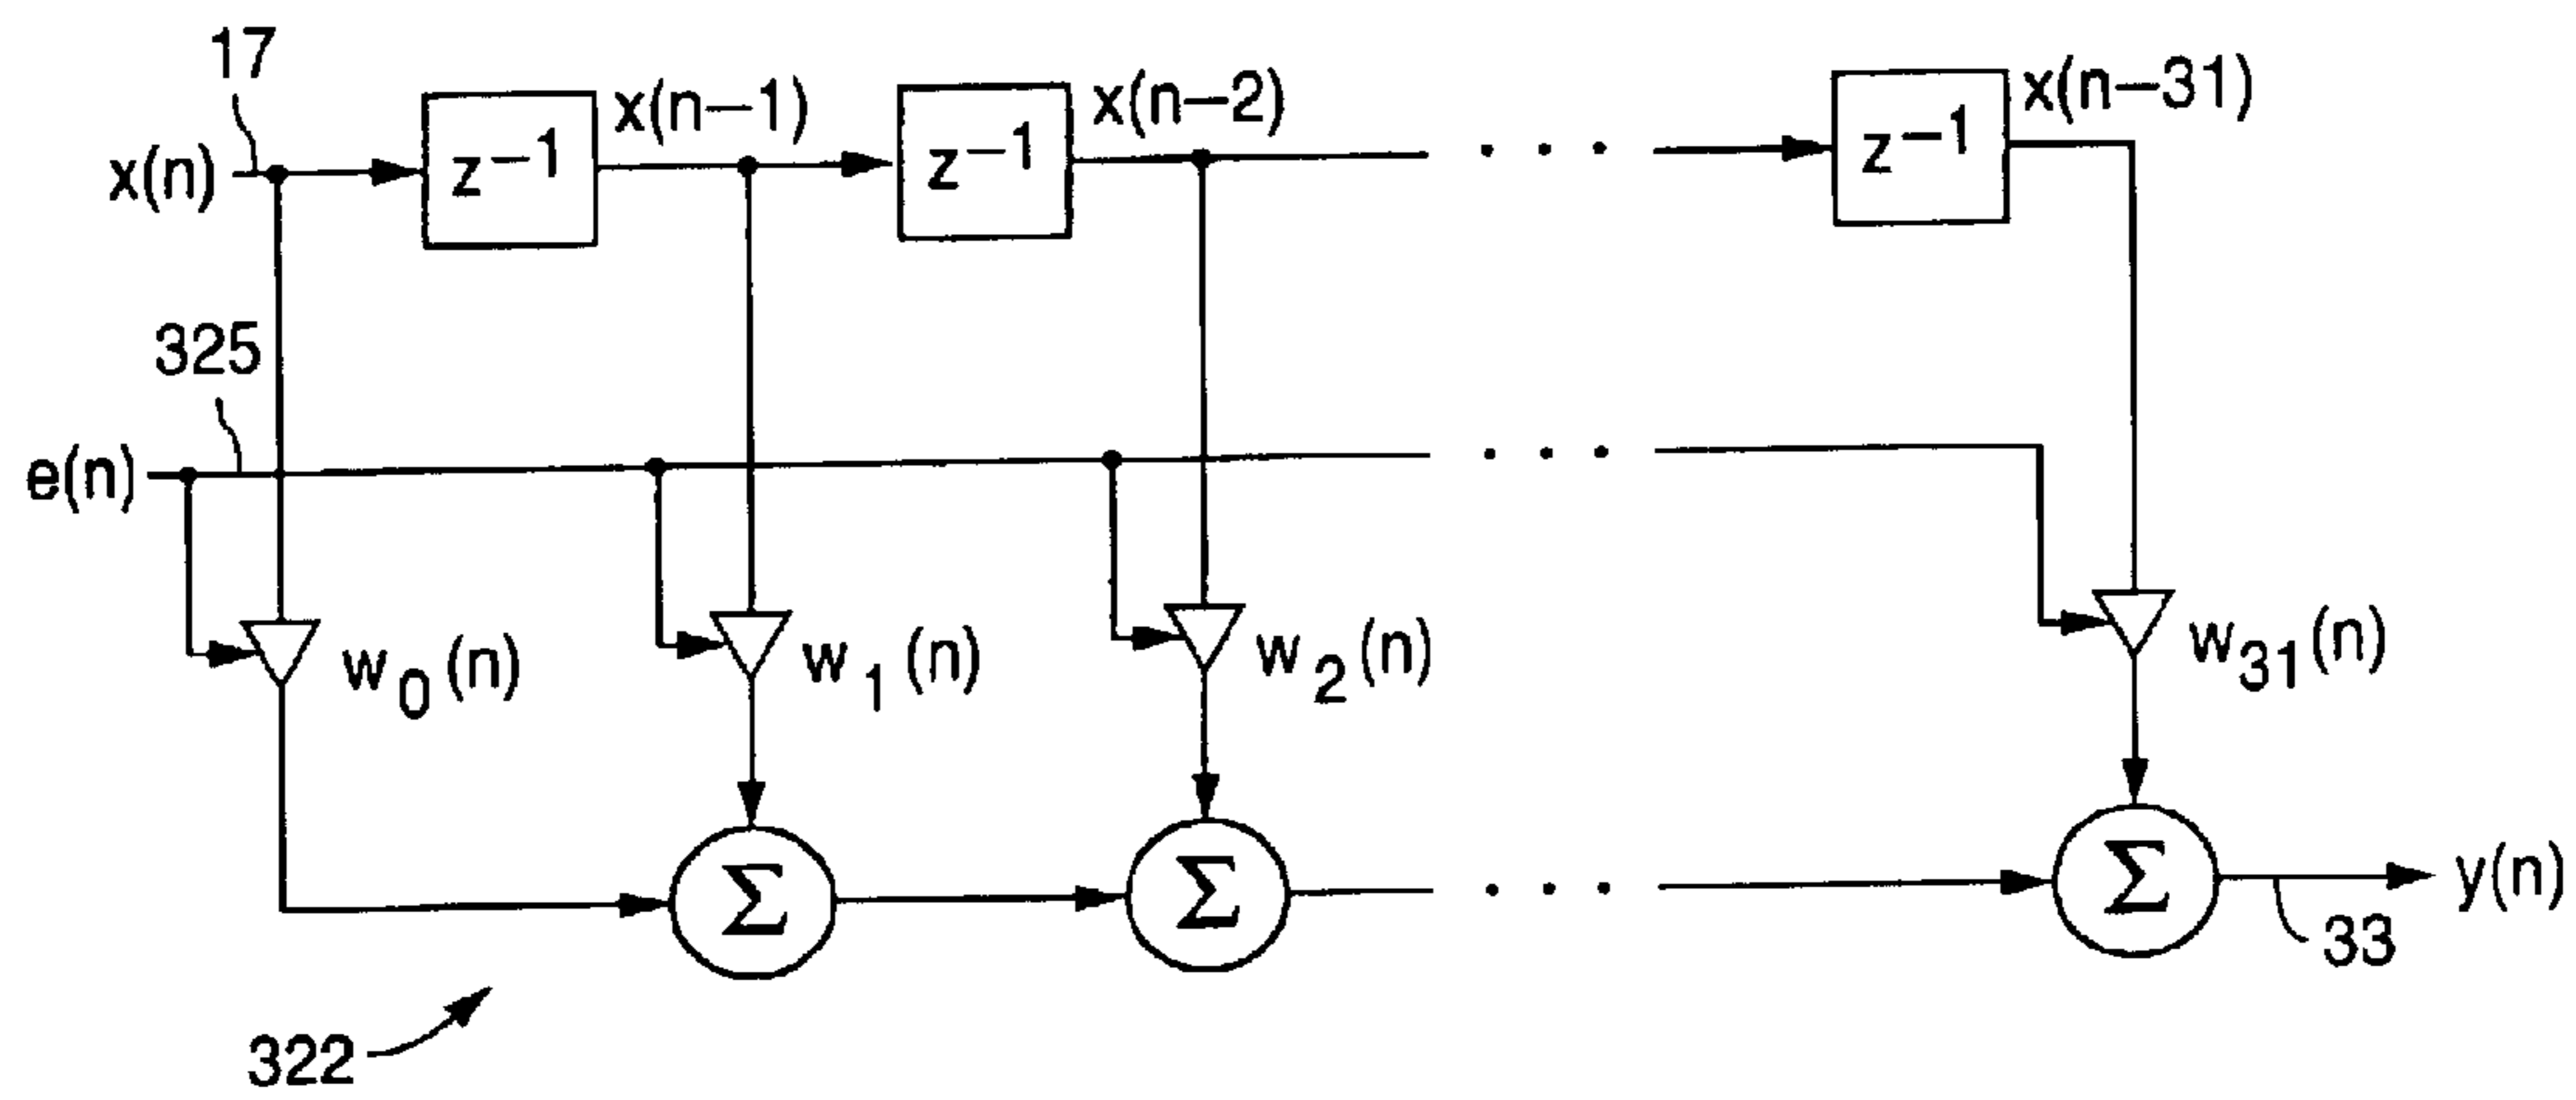 17
x(n)
z⁻¹
x(n−1)
z⁻¹
x(n−2)
. . .
z⁻¹
x(n−31)
325
e(n)
. . .
w₀(n)
w₁(n)
w₂(n)
w₃₁(n)
Σ
Σ
. . .
Σ
y(n)
33
322